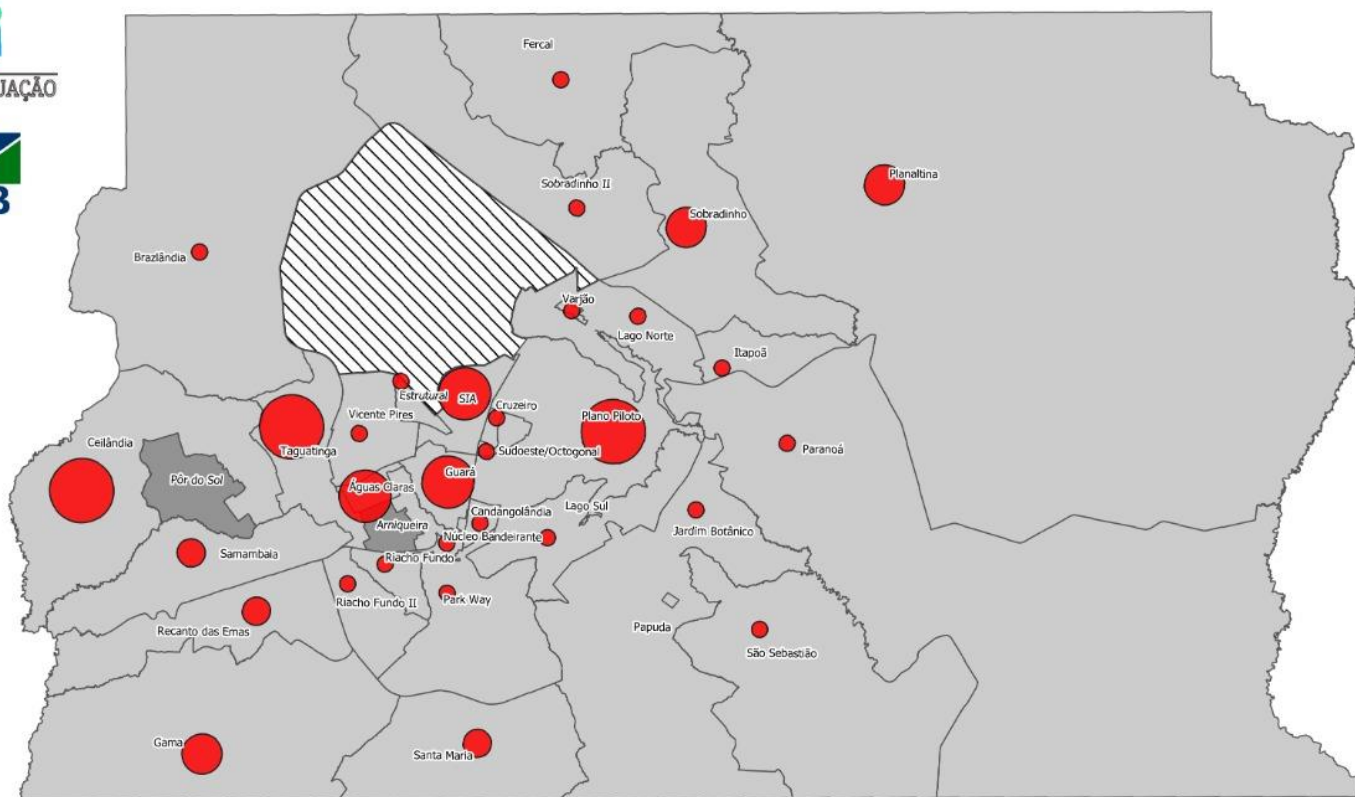 Fercal
UAÇÃO
B
Planaltina
Sobradinho II
Sobradinho
Brazlândia
Varjão
Lago Norte
Itapoã
Estrutural
SIA
Cruzeiro
Vicente Pires
Plano Piloto
Ceilândia
Taguatinga
Sudoeste/Octogonal
Paranoá
Guará
Pôr do Sol
Águas Claras
Lago Sul
Candangolândia
Arniqueira
Jardim Botânico
Núcleo Bandeirante
Samambaia
Riacho Fundo
Riacho Fundo II
Park Way
Recanto das Emas
Papuda
São Sebastião
Gama
Santa Maria